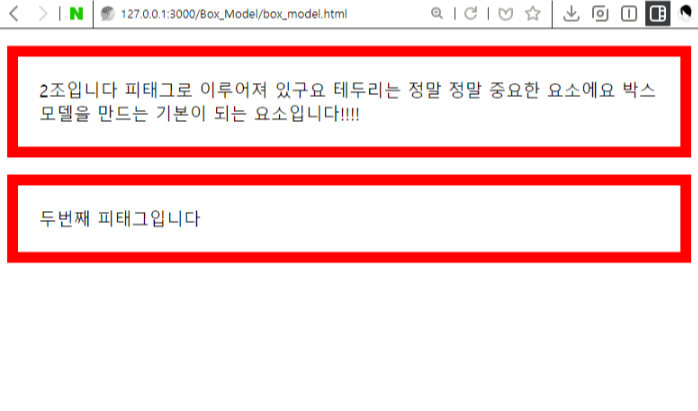 N
127.0.0.1:3000/Box_Model/box_model.html
2조입니다 피태그로 이루어져 있구요 테두리는 정말 정말 중요한 요소에요 박스
모델을 만드는 기본이 되는 요소입니다!!!!
두번째 피태그입니다